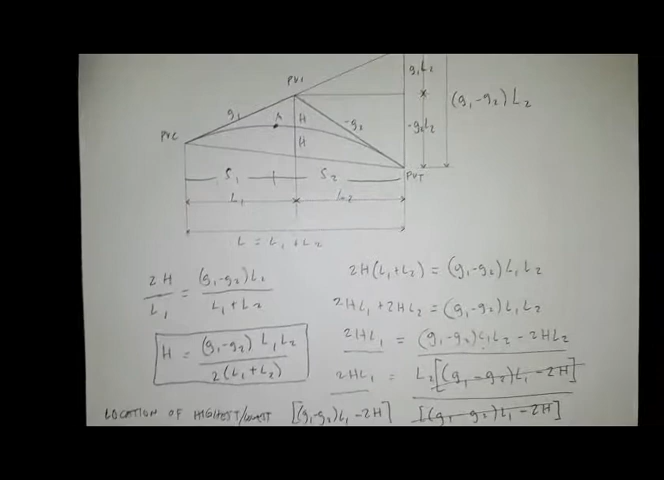 g₁L₂
PVI
(g₁-g₂)L₂
g₁
H
-g₂
-g₂L₂
PVC
H
S₁ S₂
PVT
L₁ L₂
L = L₁ + L₂
2H/L₁ = (g₁-g₂)L₂/L₁+L₂
2H(L₁+L₂) = (g₁-g₂)L₁L₂
2HL₁+2HL₂ = (g₁-g₂)L₁L₂
H = (g₁-g₂)L₁L₂/2(L₁+L₂)
2HL₁ = (g₁-g₂)L₁L₂-2HL₂
2HL₁ = L₂[(g₁-g₂)L₁-2H]
LOCATION OF HIGHEST/ [(g₁-g₂)L₁-2H] [(g₁-g₂)L₁-2H]